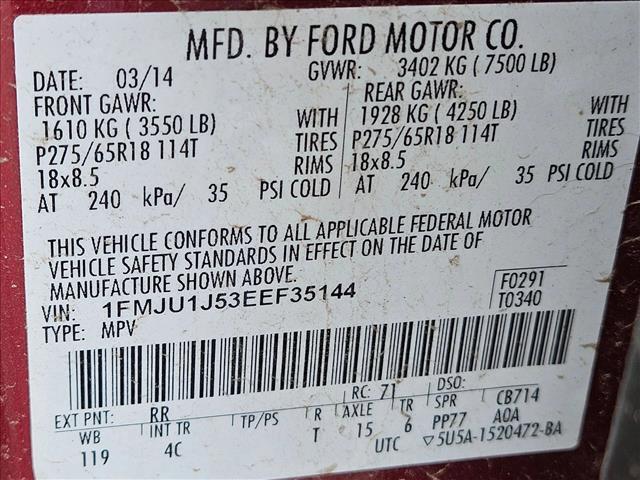 MFD. BY FORD MOTOR CO.
DATE: 03/14 GVWR: 3402 KG ( 7500 LB)
FRONT GAWR: REAR GAWR:
1610 KG ( 3550 LB) WITH 1928 KG ( 4250 LB) WITH
P275/65R18 114T TIRES P275/65R18 114T TIRES
18x8.5 RIMS 18x8.5 RIMS
AT 240 kPa/ 35 PSI COLD AT 240 kPa/ 35 PSI COLD
THIS VEHICLE CONFORMS TO ALL APPLICABLE FEDERAL MOTOR
VEHICLE SAFETY STANDARDS IN EFFECT ON THE DATE OF
MANUFACTURE SHOWN ABOVE.
VIN: 1FMJU1J53EEF35144 F0291
TYPE: MPV T0340
EXT PNT: RR RC: 71 DSO:
WB INT TR TP/PS R AXLE TR SPR CB714
119 4C T 15 6 PP77 A0A
UTC ▽5U5A-1520472-BA